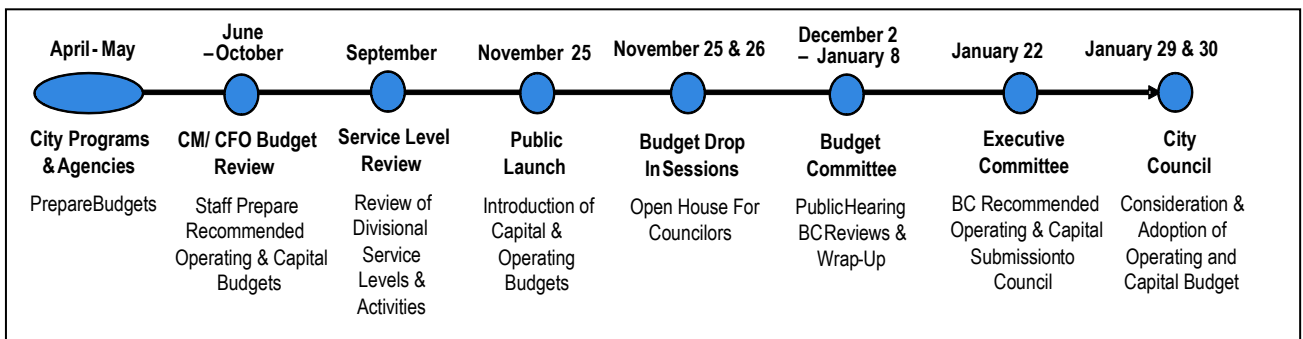 April - May
City Programs
& Agencies
PrepareBudgets
June
–October
CM/ CFO Budget
Review
Staff Prepare
Recommended
Operating & Capital
Budgets
September
Service Level
Review
Review of
Divisional
Service
Levels &
Activities
November 25
Public
Launch
Introduction of
Capital &
Operating
Budgets
November 25 & 26
Budget Drop
In Sessions
Open House For
Councilors
December 2
– January 8
Budget
Committee
PublicHearing
BCReviews &
Wrap-Up
January 22
Executive
Committee
BC Recommended
Operating & Capital
Submissionto
Council
January 29 & 30
City
Council
Consideration &
Adoption of
Operating and
Capital Budget